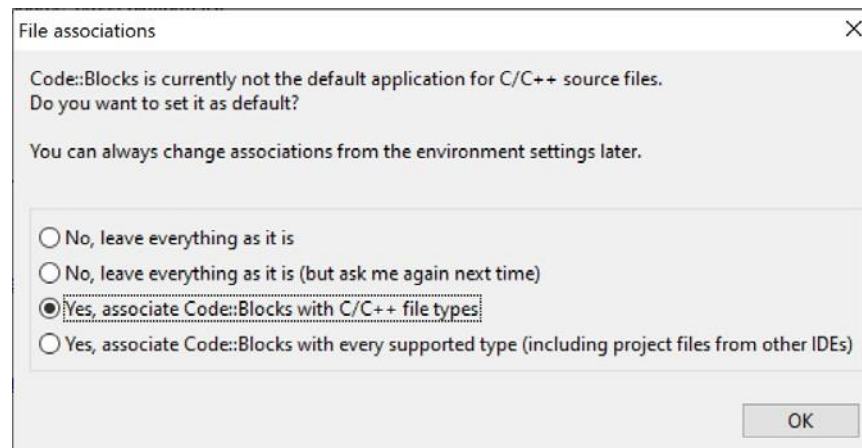 File associations
Code::Blocks is currently not the default application for C/C++ source files.
Do you want to set it as default?
You can always change associations from the environment settings later.
No, leave everything as it is
No, leave everything as it is (but ask me again next time)
Yes, associate Code::Blocks with C/C++ file types
Yes, associate Code::Blocks with every supported type (including project files from other IDEs)
OK